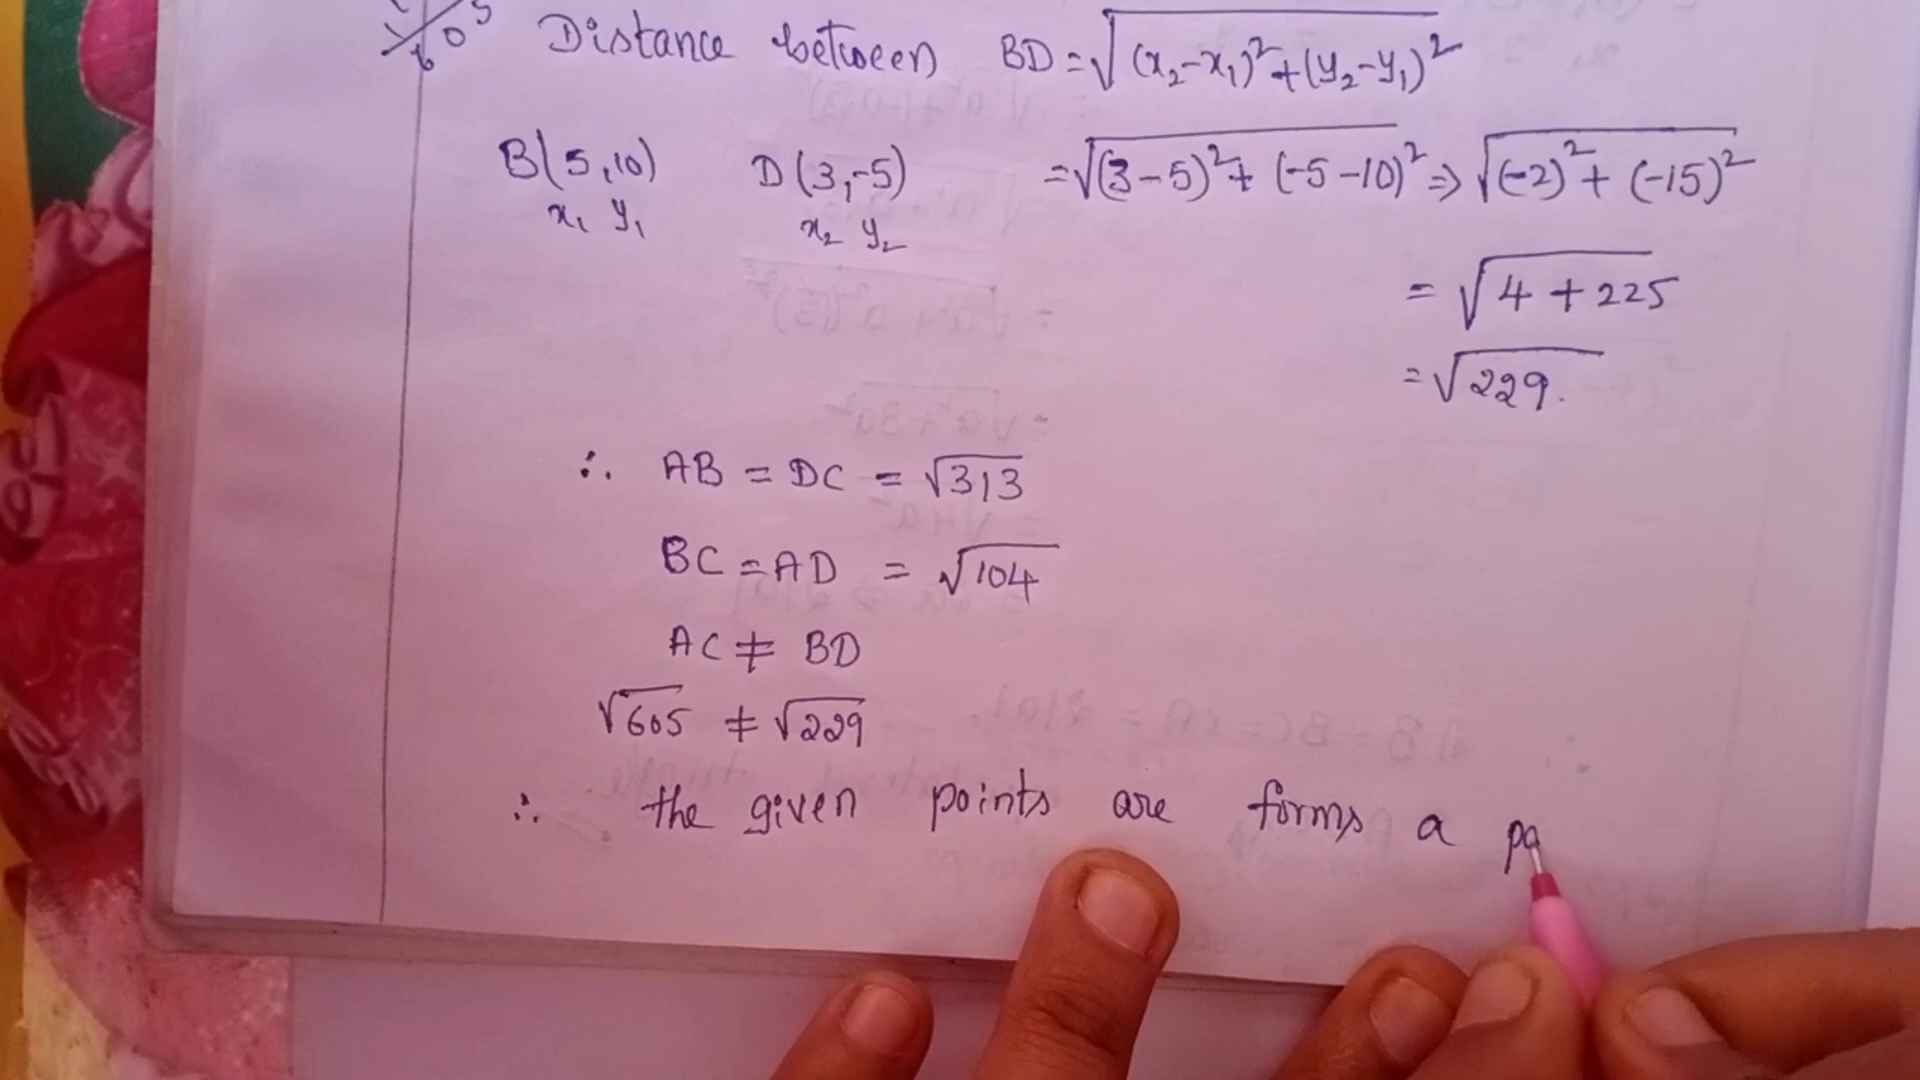 Distance between BD = √(x₂-x₁)²+(y₂-y₁)²
B(5,10) D(3,-5) = √(3-5)²+(-5-10)² ⇒ √(-2)²+(-15)²
x₁ y₁ x₂ y₂
= √4+225
= √229.
∴ AB = DC = √313
BC = AD = √104
AC ≠ BD
√605 ≠ √229
∴ the given points are forms a pa